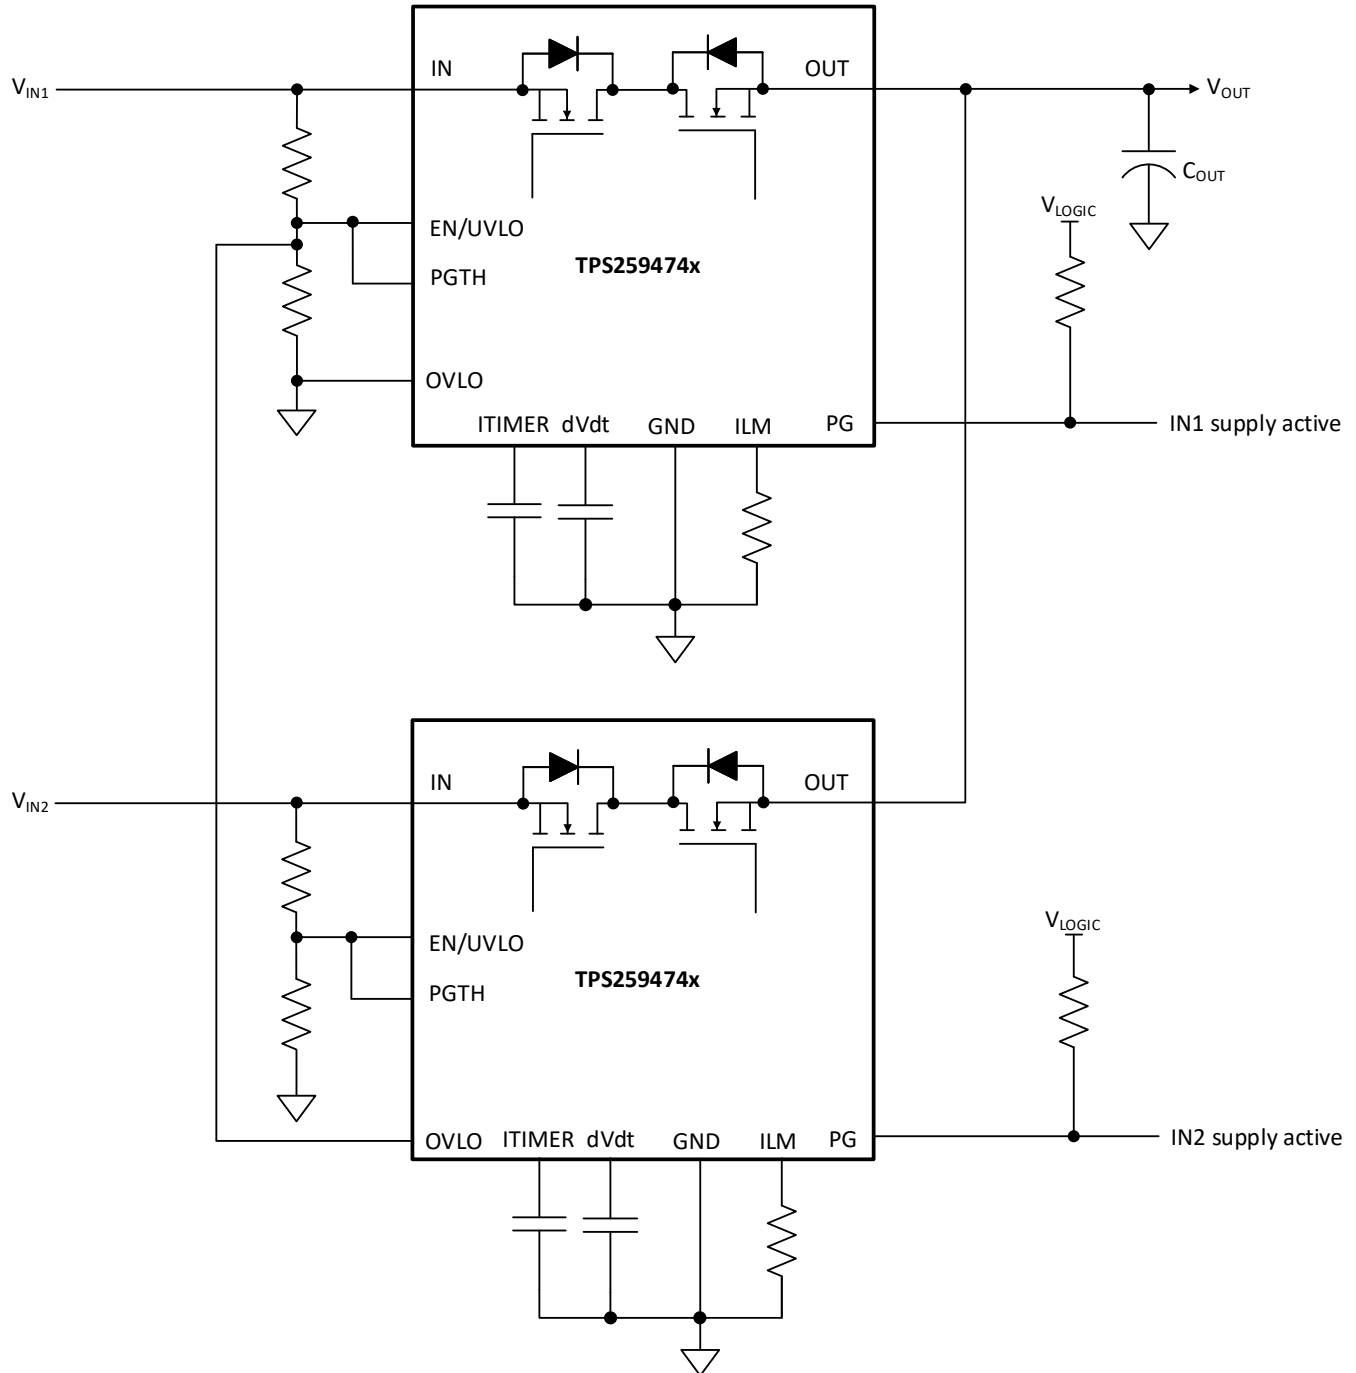 IN
OUT
VIN1
VOUT
COUT
VLOGIC
EN/UVLO
TPS259474x
PGTH
OVLO
ITIMER dVdt GND ILM PG
IN1 supply active
IN
OUT
VIN2
VLOGIC
EN/UVLO
TPS259474x
PGTH
OVLO ITIMER dVdt GND ILM PG
IN2 supply active